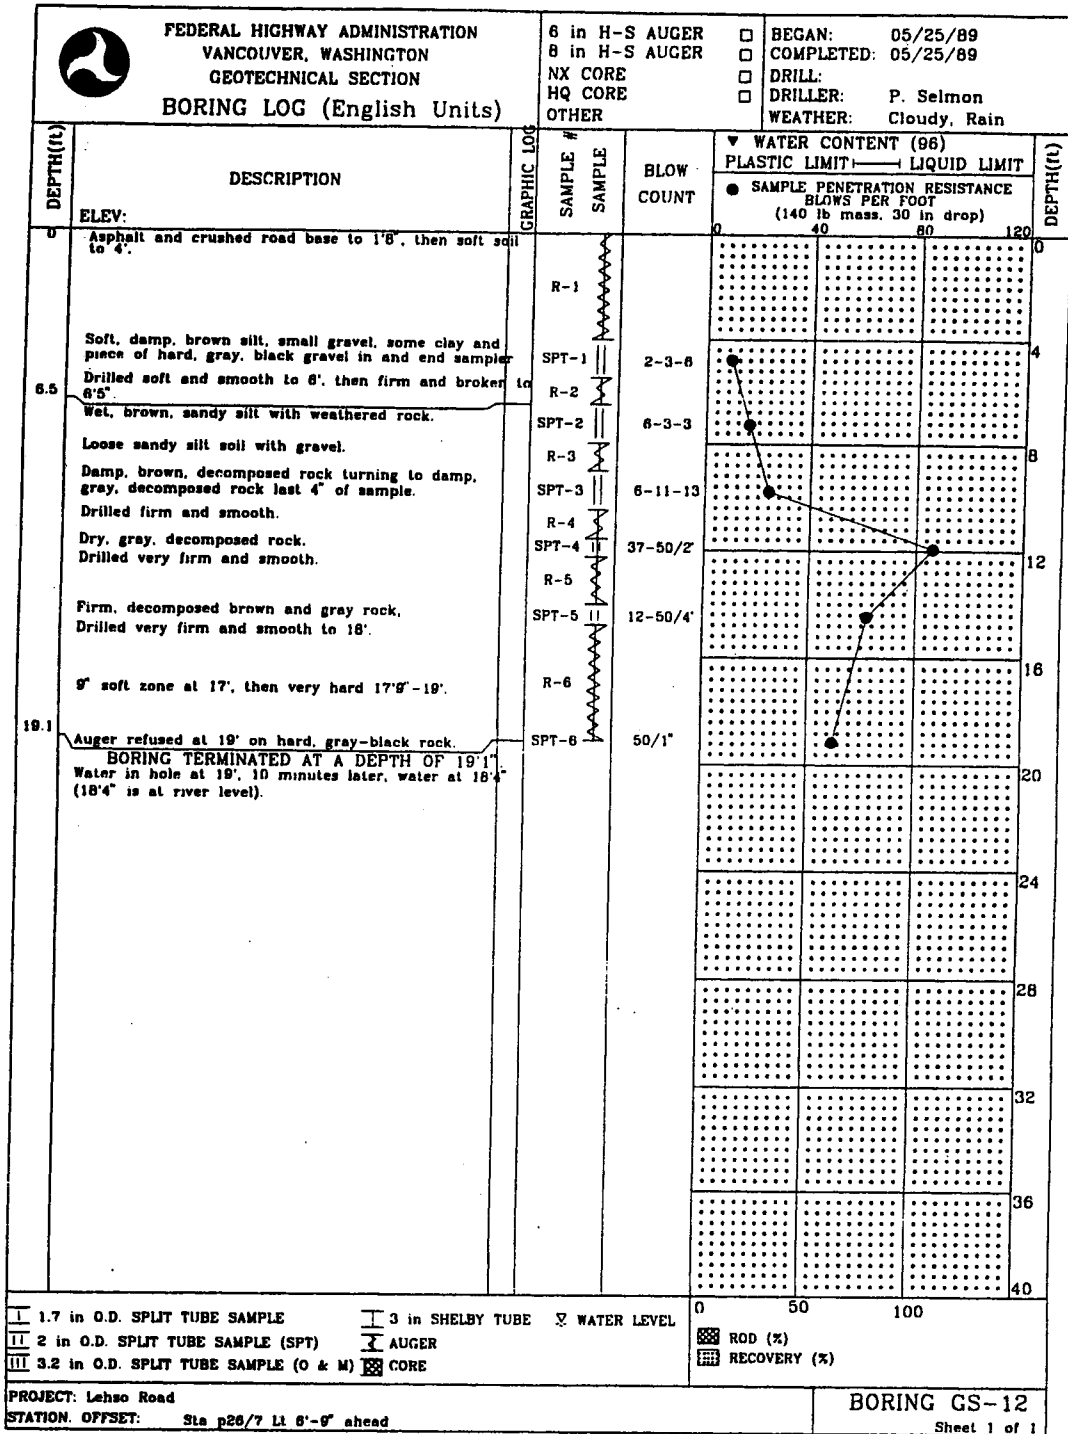 FEDERAL HIGHWAY ADMINISTRATION
VANCOUVER, WASHINGTON
GEOTECHNICAL SECTION
BORING LOG (English Units)
6 in H-S AUGER
8 in H-S AUGER
NX CORE
HQ CORE
OTHER
BEGAN: 05/25/89
COMPLETED: 05/25/89
DRILL:
DRILLER: P. Selmon
WEATHER: Cloudy, Rain
DEPTH(ft)
DESCRIPTION
ELEV:
GRAPHIC LOG
SAMPLE #
SAMPLE
BLOW COUNT
▼ WATER CONTENT (96)
PLASTIC LIMIT LIQUID LIMIT
● SAMPLE PENETRATION RESISTANCE
BLOWS PER FOOT
(140 lb mass, 30 in drop)
DEPTH(ft)
0 40 80 120
0
Asphalt and crushed road base to 1'8", then soft soil
to 4'.
R-1
0
Soft, damp, brown silt, small gravel, some clay and
piece of hard, gray, black gravel in and end sampler
SPT-1 2-3-6
4
Drilled soft and smooth to 6', then firm and broken to
6'5".
R-2
6.5
Wet, brown, sandy silt with weathered rock.
SPT-2 6-3-3
Loose sandy silt soil with gravel.
R-3
8
Damp, brown, decomposed rock turning to damp,
gray, decomposed rock last 4" of sample.
SPT-3 6-11-13
Drilled firm and smooth.
R-4
Dry, gray, decomposed rock.
SPT-4 37-50/2'
Drilled very firm and smooth.
12
R-5
Firm, decomposed brown and gray rock,
SPT-5 12-50/4'
Drilled very firm and smooth to 18'.
16
9" soft zone at 17', then very hard 17'9"-19'.
R-6
19.1
Auger refused at 19' on hard, gray-black rock.
SPT-6 50/1"
BORING TERMINATED AT A DEPTH OF 19'1"
Water in hole at 19', 10 minutes later, water at 18'4"
(18'4" is at river level).
20
24
28
32
36
40
0 50 100
1.7 in O.D. SPLIT TUBE SAMPLE
2 in O.D. SPLIT TUBE SAMPLE (SPT)
3.2 in O.D. SPLIT TUBE SAMPLE (O & M)
3 in SHELBY TUBE
AUGER
CORE
WATER LEVEL
ROD (%)
RECOVERY (%)
PROJECT: Lehso Road
STATION. OFFSET: Sta p26/7 Lt 6'-9" ahead
BORING GS-12
Sheet 1 of 1